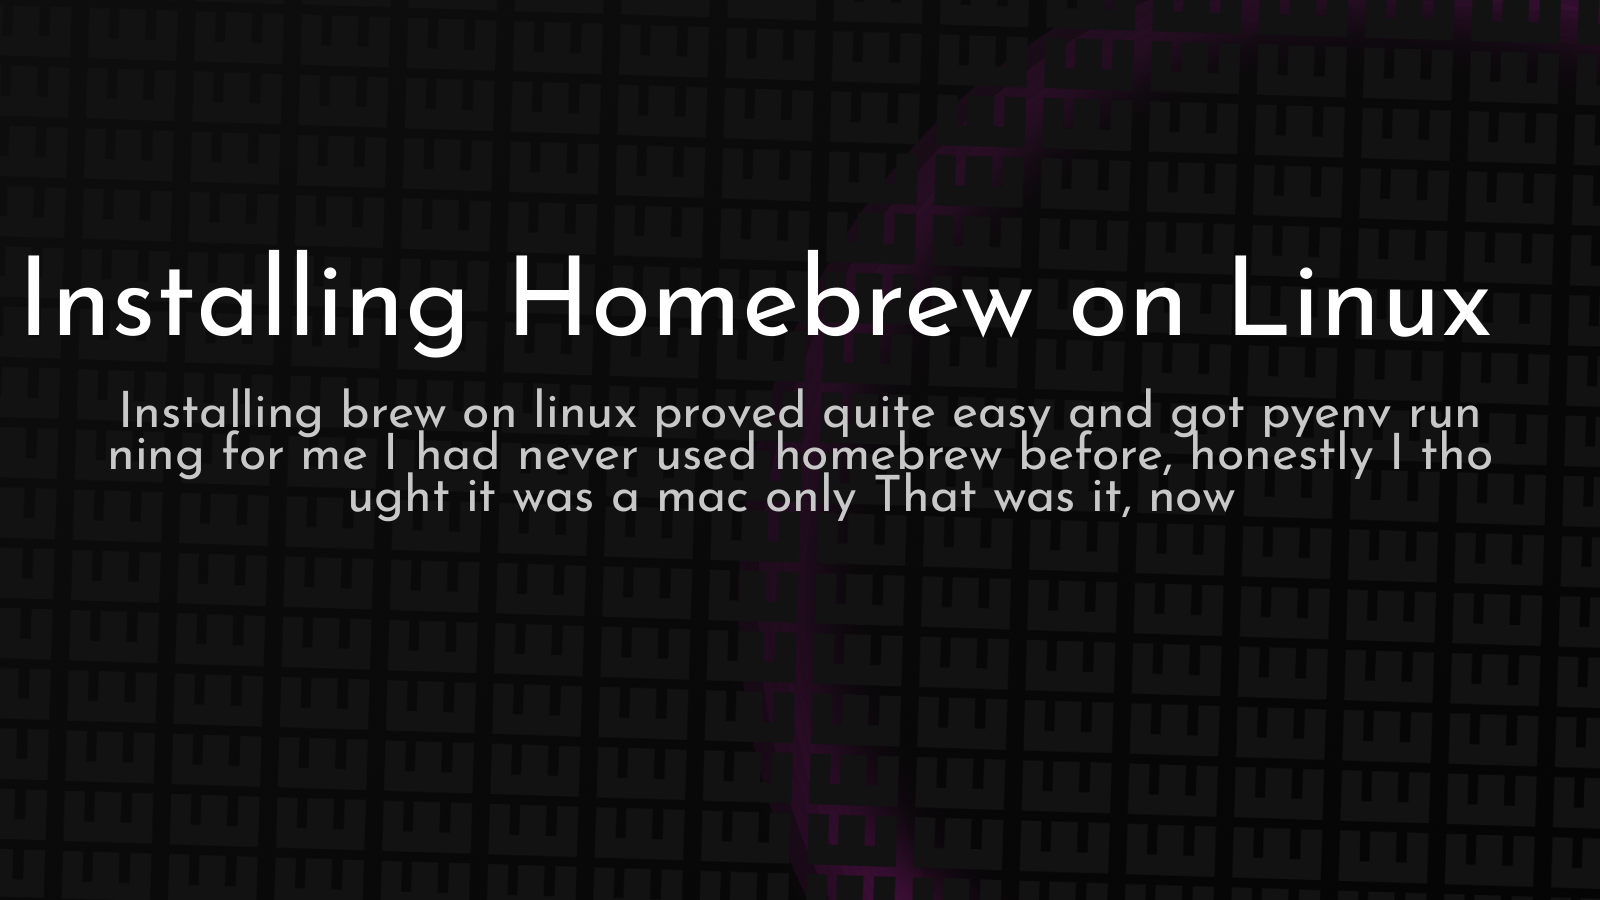 Installing Homebrew on Linux
Installing brew on linux proved quite easy and got pyenv run
ning for me I had never used homebrew before, honestly I tho
ught it was a mac only That was it, now